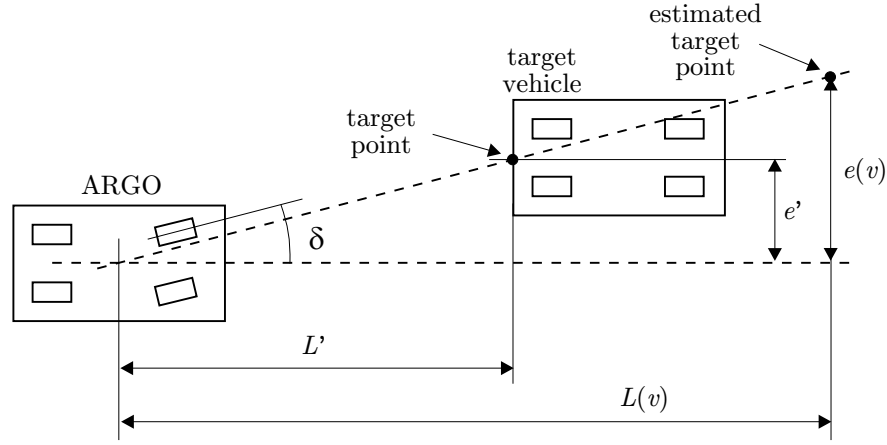 estimated
target
point
target
vehicle
target
point
ARGO
e(v)
e’
δ
L’
L(v)